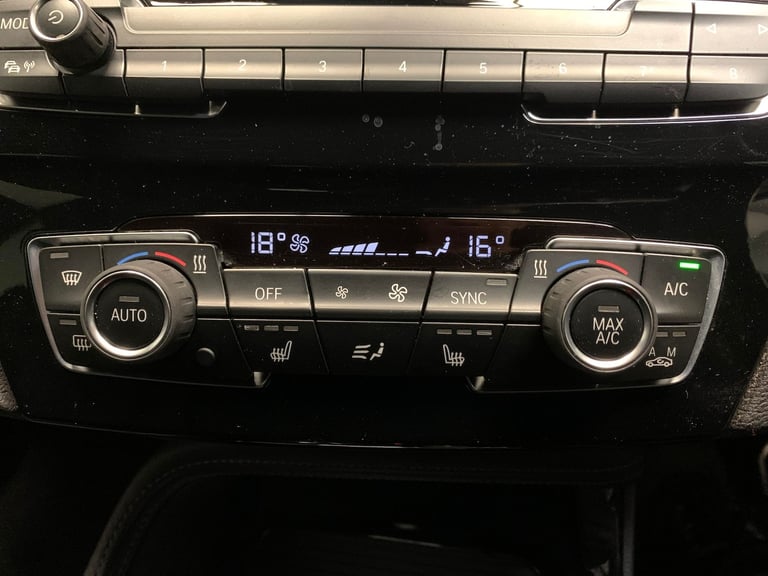 MOD
1 2 3 4 5 6 7 8
18° 16°
A/C
OFF SYNC
AUTO
MAX
A/C
A M